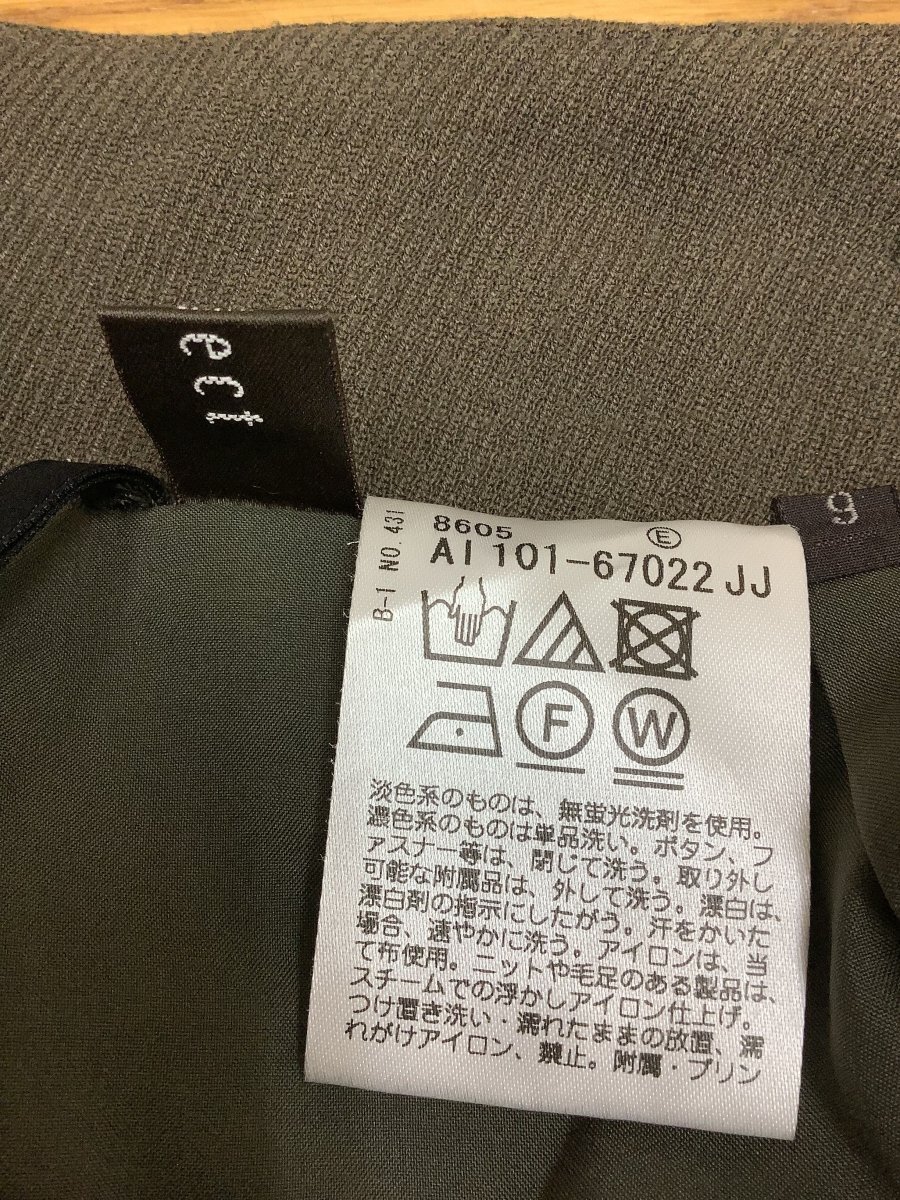 ect
9
B-1 NO. 431
8605
E
AI 101-67022 JJ
F
W
淡色系のものは、無蛍光洗剤を使用。
濃色系のものは単品洗い。ボタン、フ
ァスナー等は、閉じて洗う。取り外し
可能な附属品は、外して洗う。漂白は、
漂白剤の指示にしたがう。汗をかいた
場合、速やかに洗う。アイロンは、当
て布使用。ニットや毛足のある製品は、
スチームでの浮かしアイロン仕上げ。
つけ置き洗い・濡れたままの放置、濡
れがけアイロン、禁止。附属・プリン